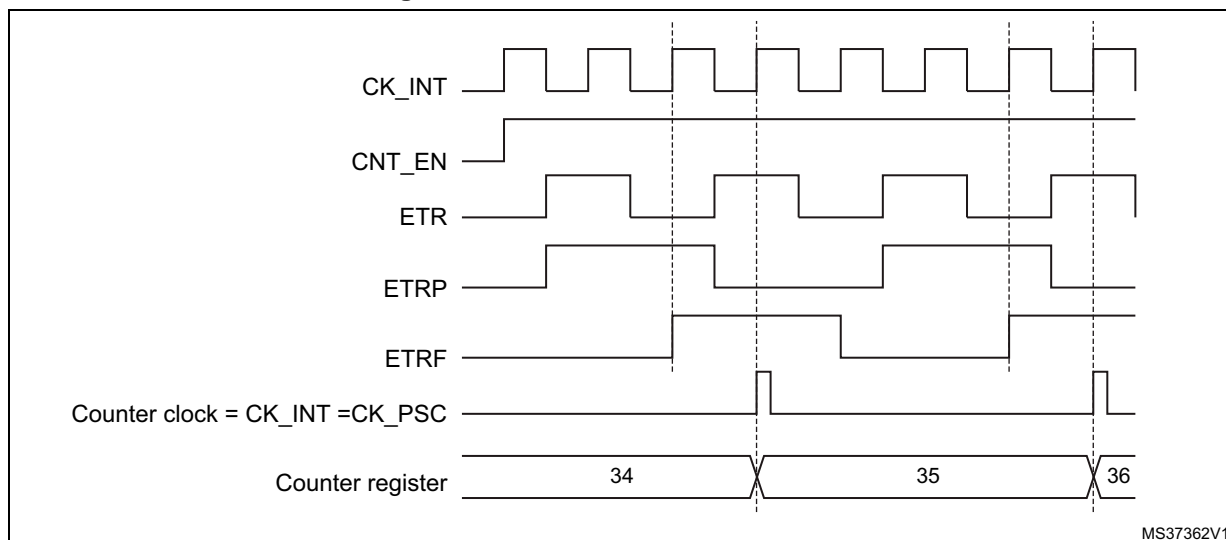 CK_INT
CNT_EN
ETR
ETRP
ETRF
Counter clock = CK_INT =CK_PSC
Counter register 34 35 36
MS37362V1